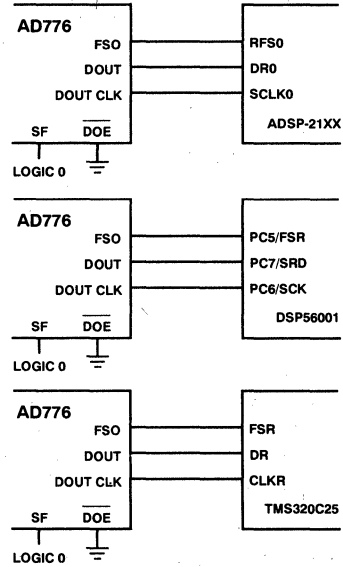 AD776
FSO RFS0
DOUT DR0
DOUT CLK SCLK0
ADSP-21XX
SF DOE
LOGIC 0
AD776
FSO PC5/FSR
DOUT PC7/SRD
DOUT CLK PC6/SCK
DSP56001
SF DOE
LOGIC 0
AD776
FSO FSR
DOUT DR
DOUT CLK CLKR
TMS320C25
SF DOE
LOGIC 0